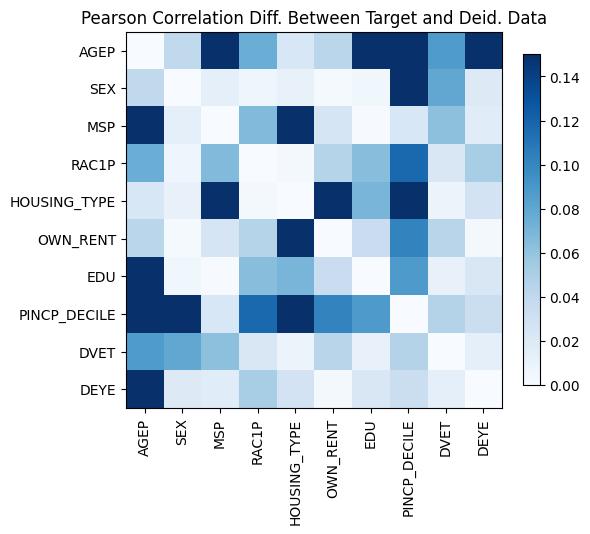 Pearson Correlation Diff. Between Target and Deid. Data
AGEP
SEX
MSP
RAC1P
HOUSING_TYPE
OWN_RENT
EDU
PINCP_DECILE
DVET
DEYE
AGEP
SEX
MSP
RAC1P
HOUSING_TYPE
OWN_RENT
EDU
PINCP_DECILE
DVET
DEYE
0.14
0.12
0.10
0.08
0.06
0.04
0.02
0.00